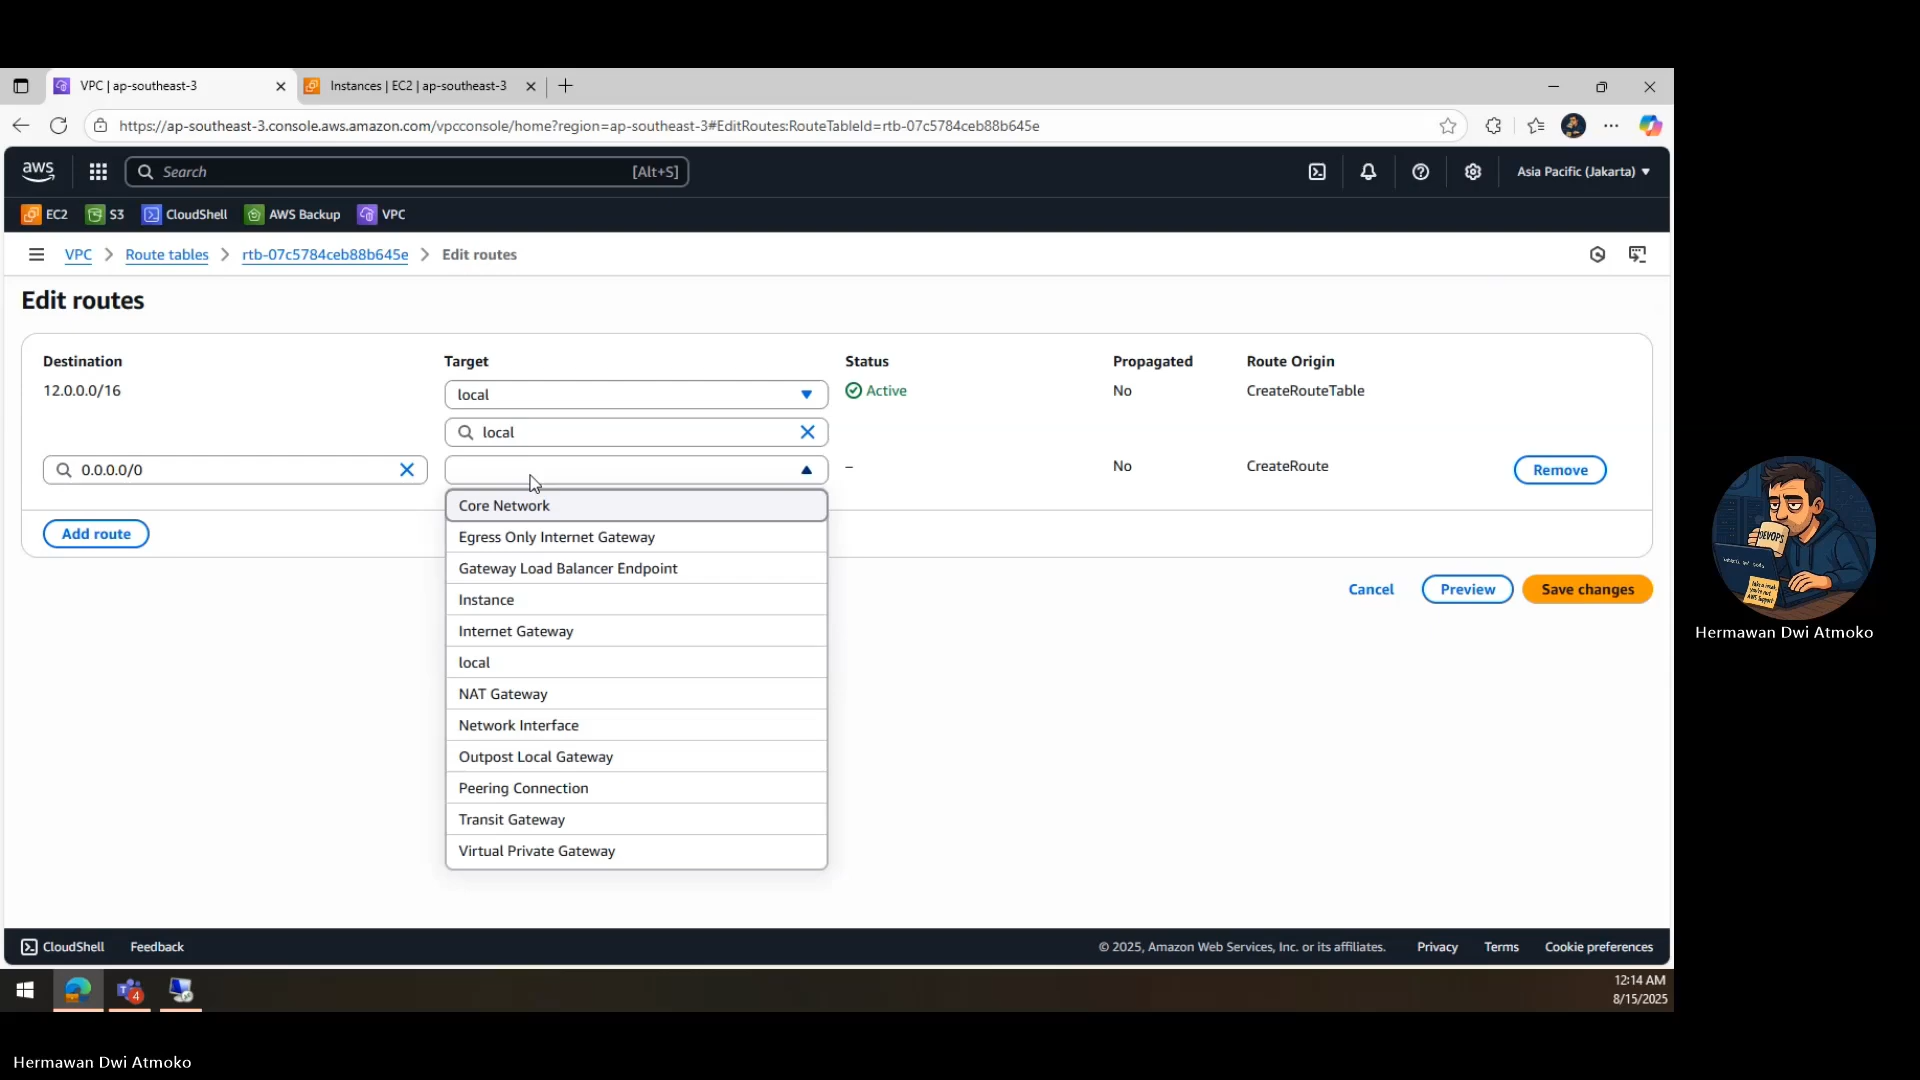 VPC | ap-southeast-3
Instances | EC2 | ap-southeast-3
https://ap-southeast-3.console.aws.amazon.com/vpcconsole/home?region=ap-southeast-3#EditRoutes:RouteTableId=rtb-07c5784ceb88b645e
aws
Search
[Alt+S]
Asia Pacific (Jakarta)
EC2
S3
CloudShell
AWS Backup
VPC
VPC
Route tables
rtb-07c5784ceb88b645e
Edit routes
Edit routes
Destination
Target
Status
Propagated
Route Origin
12.0.0.0/16
local
Active
No
CreateRouteTable
local
0.0.0.0/0
–
No
CreateRoute
Remove
Core Network
Add route
Egress Only Internet Gateway
Gateway Load Balancer Endpoint
Instance
Internet Gateway
local
NAT Gateway
Network Interface
Outpost Local Gateway
Peering Connection
Transit Gateway
Virtual Private Gateway
Cancel
Preview
Save changes
DEVOPS
Hermawan Dwi Atmoko
CloudShell
Feedback
© 2025, Amazon Web Services, Inc. or its affiliates.
Privacy
Terms
Cookie preferences
4
12:14 AM
8/15/2025
Hermawan Dwi Atmoko